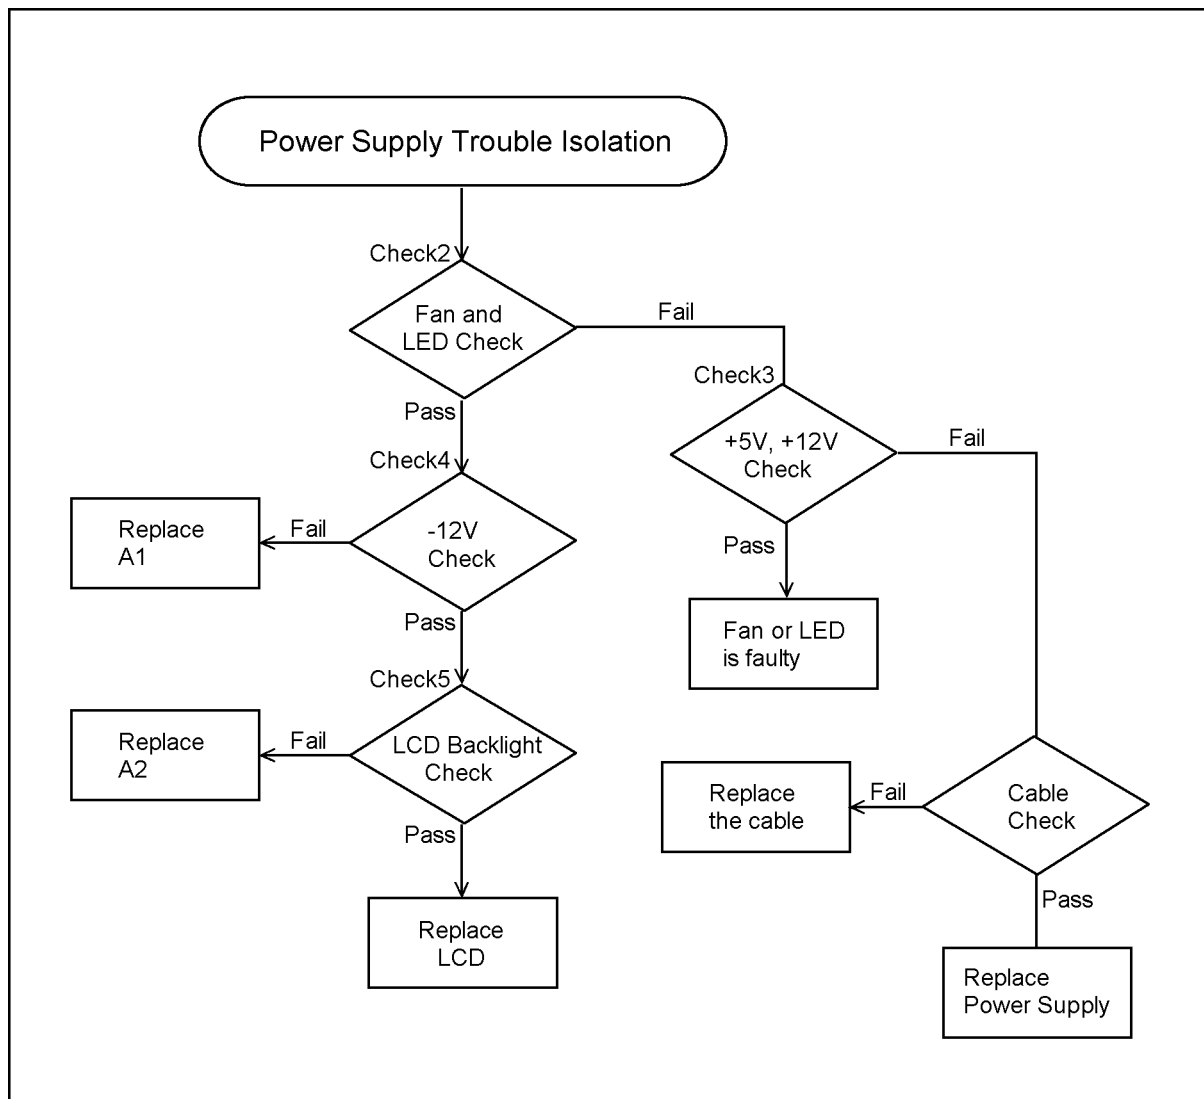 Power Supply Trouble Isolation
Check2
Fan and
LED Check
Fail
Pass
Check3
+5V, +12V
Check
Fail
Pass
Fan or LED
is faulty
Check4
-12V
Check
Fail
Replace
A1
Pass
Check5
LCD Backlight
Check
Fail
Replace
A2
Pass
Replace
LCD
Cable
Check
Fail
Replace
the cable
Pass
Replace
Power Supply